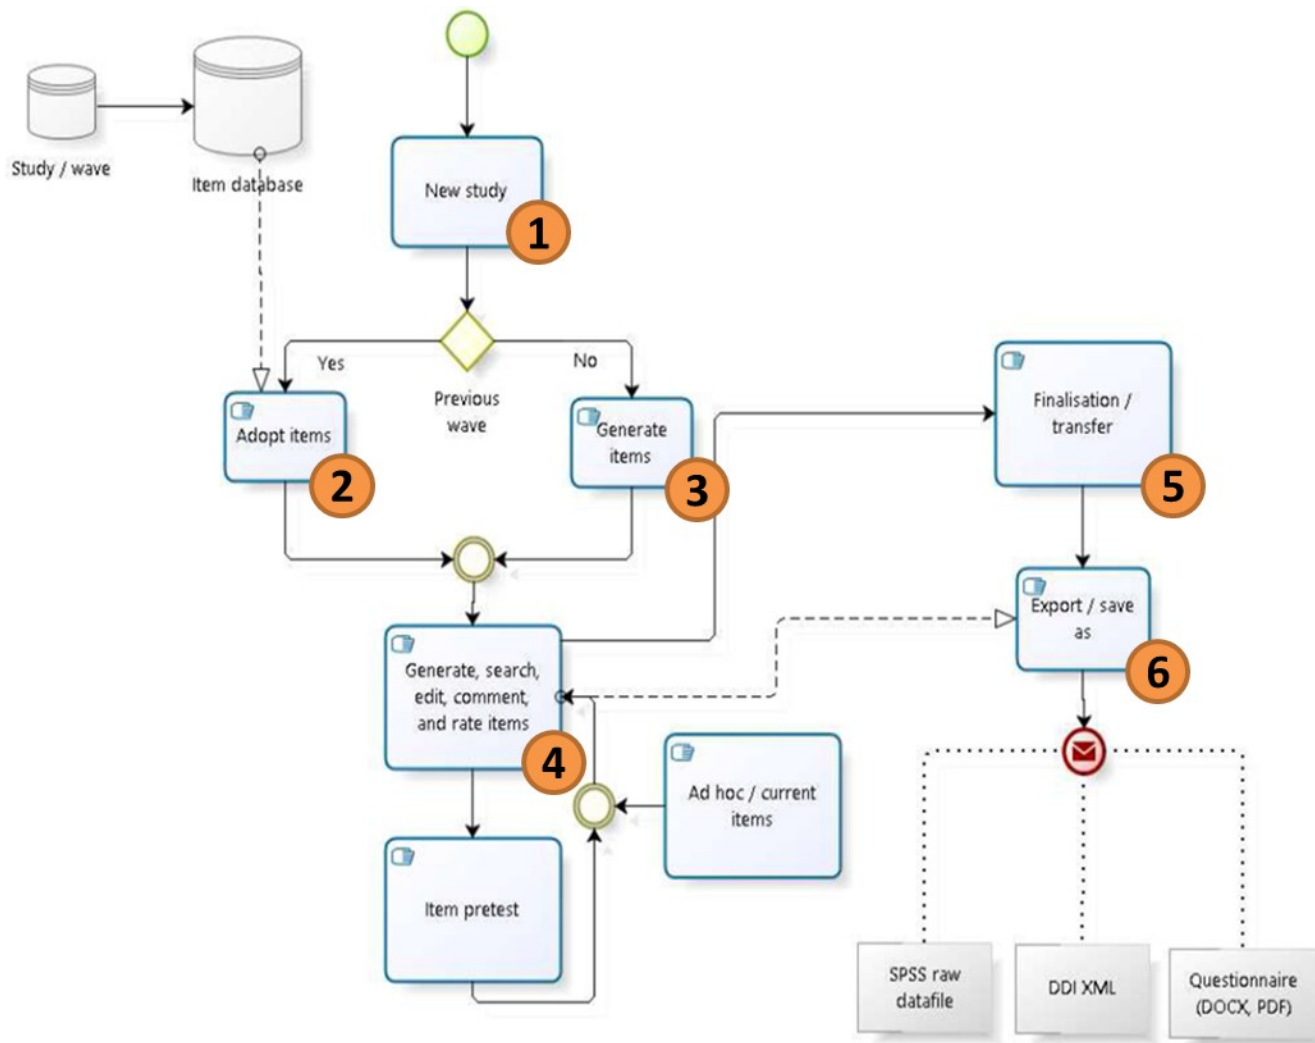 Study / wave
Item database
New study
1
Yes
No
Previous
wave
Adopt items
2
Generate
items
3
Finalisation /
transfer
5
Export / save
as
6
Generate, search,
edit, comment,
and rate items
4
Ad hoc / current
items
Item pretest
SPSS raw
datafile
DDI XML
Questionnaire
(DOCX, PDF)